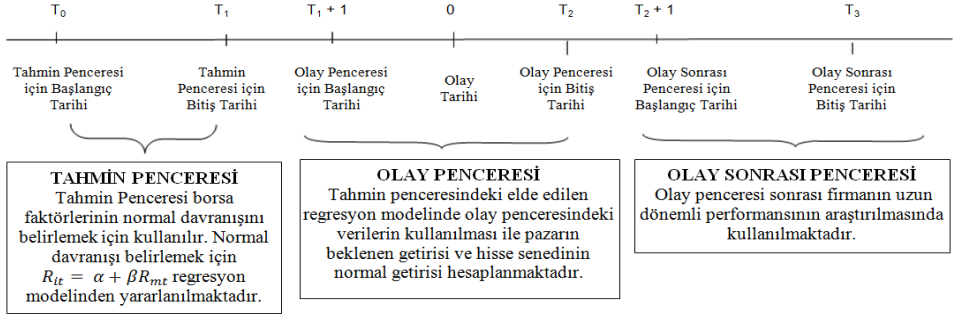 T₀ T₁ T₁ + 1 0 T₂ T₂ + 1 T₃
Tahmin Penceresi
için Başlangıç
Tarihi
Tahmin
Penceresi için
Bitiş Tarihi
Olay Penceresi
için Başlangıç
Tarihi
Olay
Tarihi
Olay Penceresi
için Bitiş
Tarihi
Olay Sonrası
Penceresi için
Başlangıç Tarihi
Olay Sonrası
Penceresi için
Bitiş Tarihi
TAHMİN PENCERESİ
Tahmin Penceresi borsa
faktörlerinin normal davranışını
belirlemek için kullanılır. Normal
davranışı belirlemek için
R_it = α + βR_mt regresyon
modelinden yararlanılmaktadır.
OLAY PENCERESİ
Tahmin penceresindeki elde edilen
regresyon modelinde olay penceresindeki
verilerin kullanılması ile pazarın
beklenen getirisi ve hisse senedinin
normal getirisi hesaplanmaktadır.
OLAY SONRASI PENCERESİ
Olay penceresi sonrası firmanın uzun
dönemli performansının araştırılmasında
kullanılmaktadır.